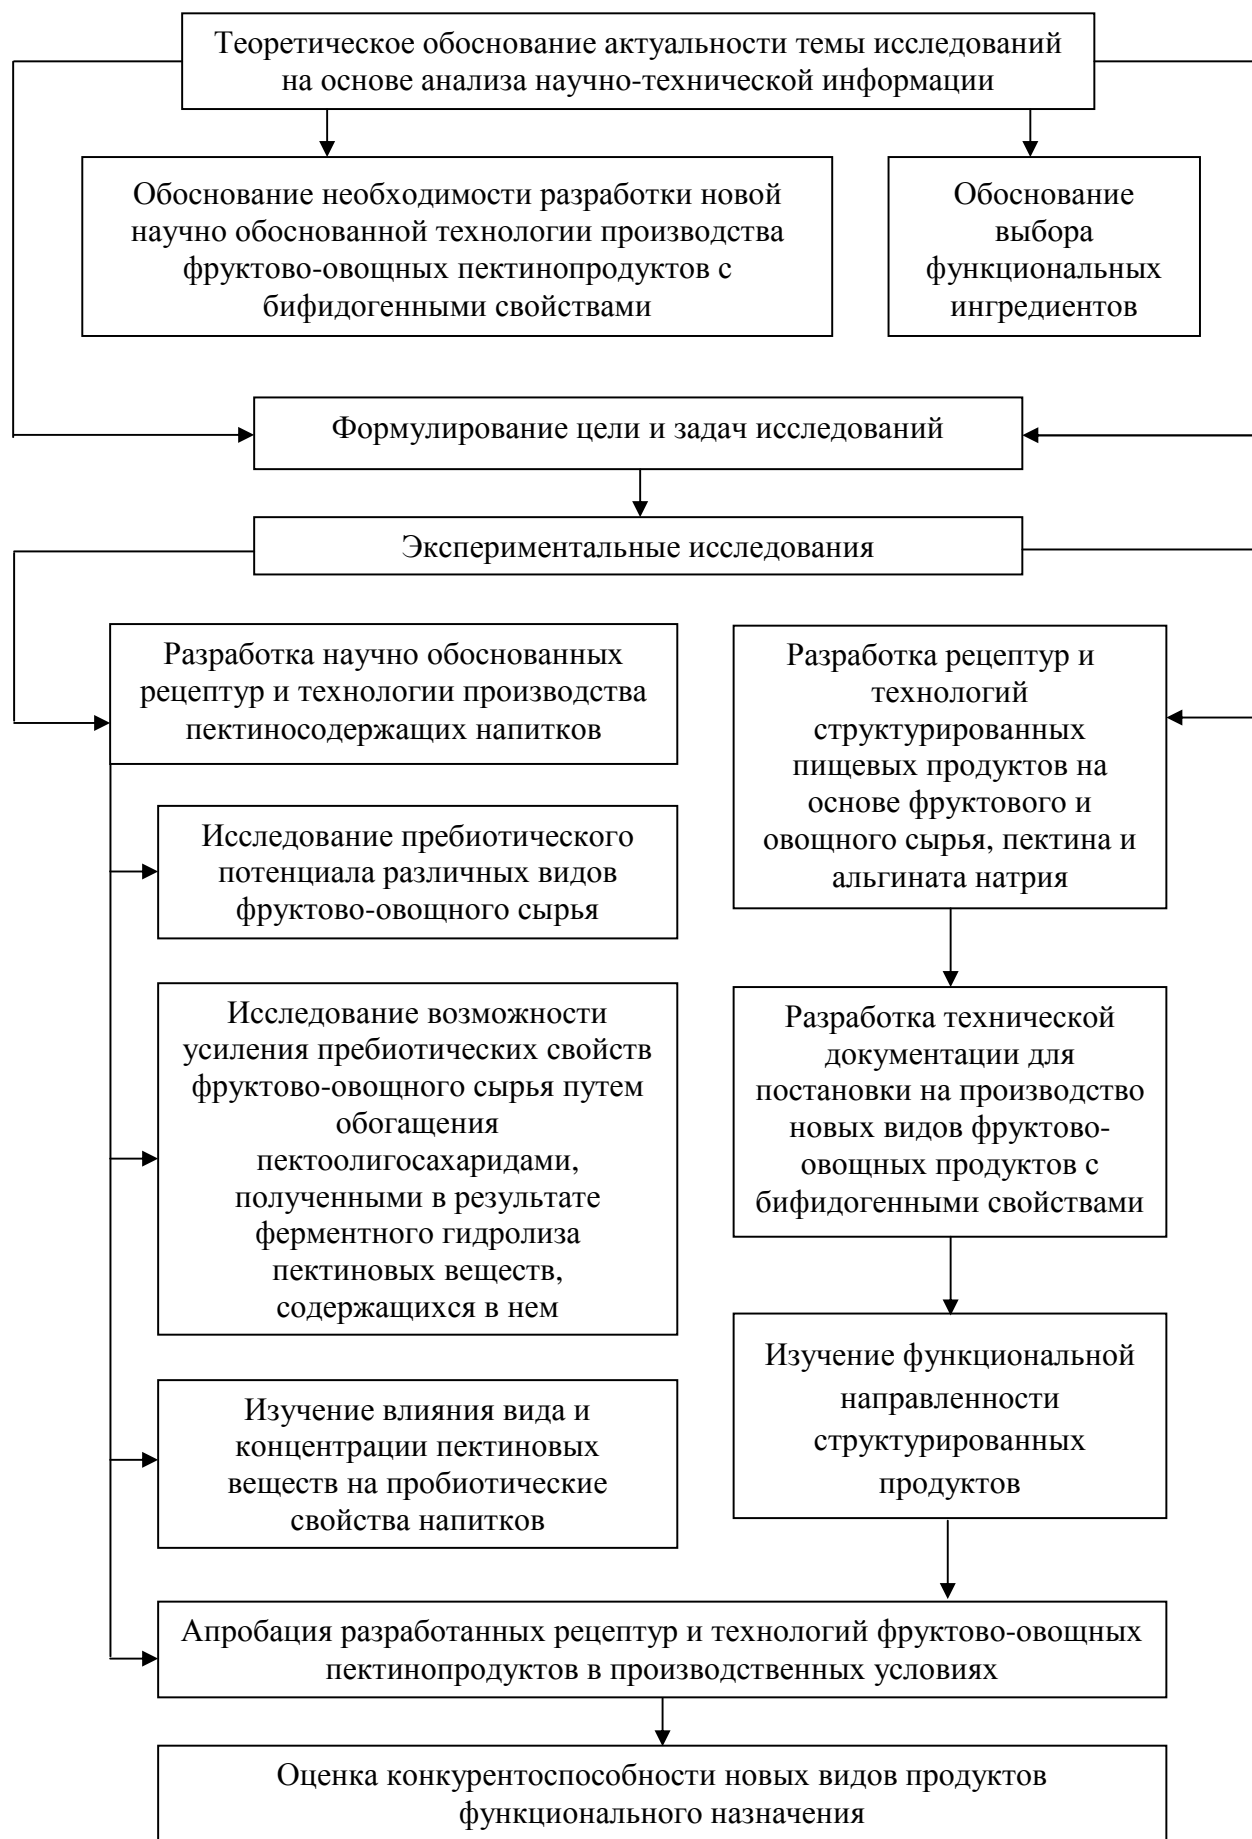 Теоретическое обоснование актуальности темы исследований
на основе анализа научно-технической информации
Обоснование необходимости разработки новой
научно обоснованной технологии производства
фруктово-овощных пектинопродуктов с
бифидогенными свойствами
Обоснование
выбора
функциональных
ингредиентов
Формулирование цели и задач исследований
Экспериментальные исследования
Разработка научно обоснованных
рецептур и технологии производства
пектиносодержащих напитков
Исследование пребиотического
потенциала различных видов
фруктово-овощного сырья
Исследование возможности
усиления пребиотических свойств
фруктово-овощного сырья путем
обогащения
пектоолигосахаридами,
полученными в результате
ферментного гидролиза
пектиновых веществ,
содержащихся в нем
Изучение влияния вида и
концентрации пектиновых
веществ на пробиотические
свойства напитков
Разработка рецептур и
технологий
структурированных
пищевых продуктов на
основе фруктового и
овощного сырья, пектина и
альгината натрия
Разработка технической
документации для
постановки на производство
новых видов фруктово-
овощных продуктов с
бифидогенными свойствами
Изучение функциональной
направленности
структурированных
продуктов
Апробация разработанных рецептур и технологий фруктово-овощных
пектинопродуктов в производственных условиях
Оценка конкурентоспособности новых видов продуктов
функционального назначения